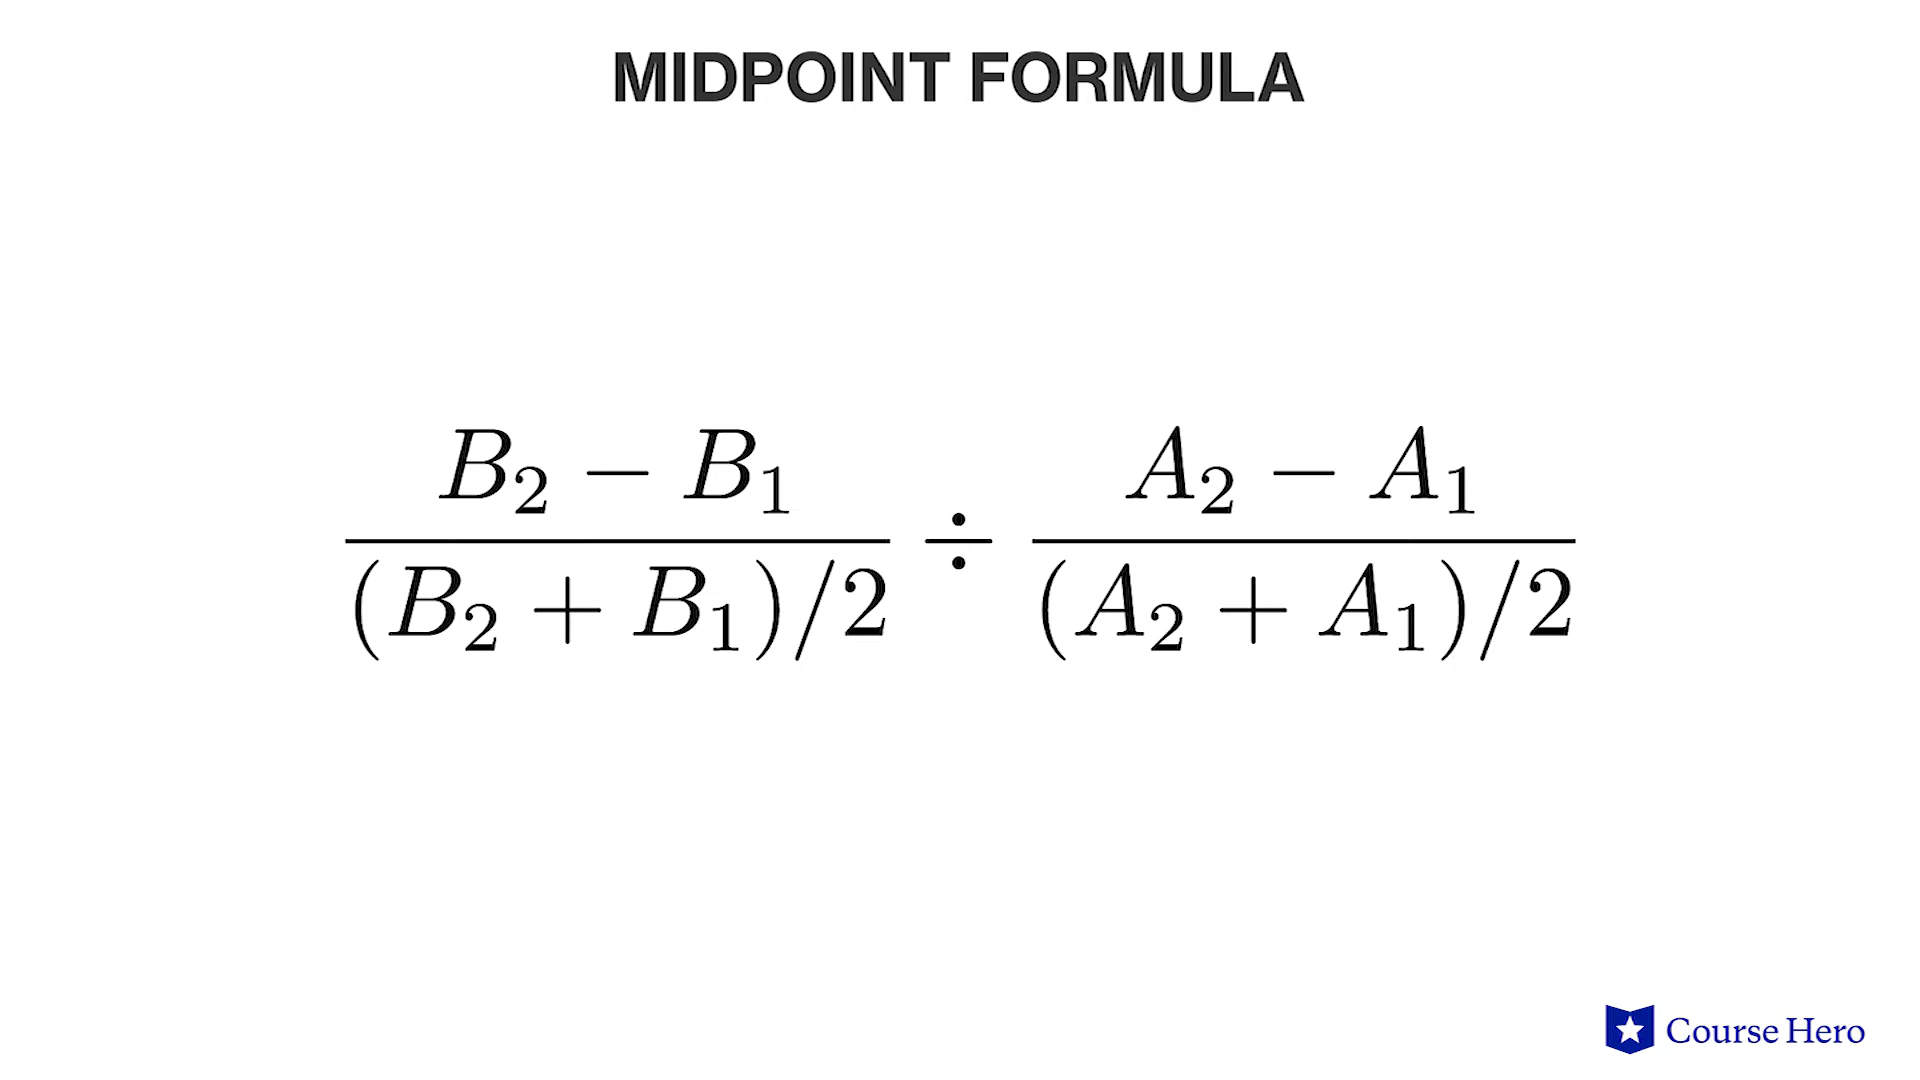 MIDPOINT FORMULA
B₂ − B₁ / (B₂ + B₁)/2 ÷ A₂ − A₁ / (A₂ + A₁)/2
Course Hero